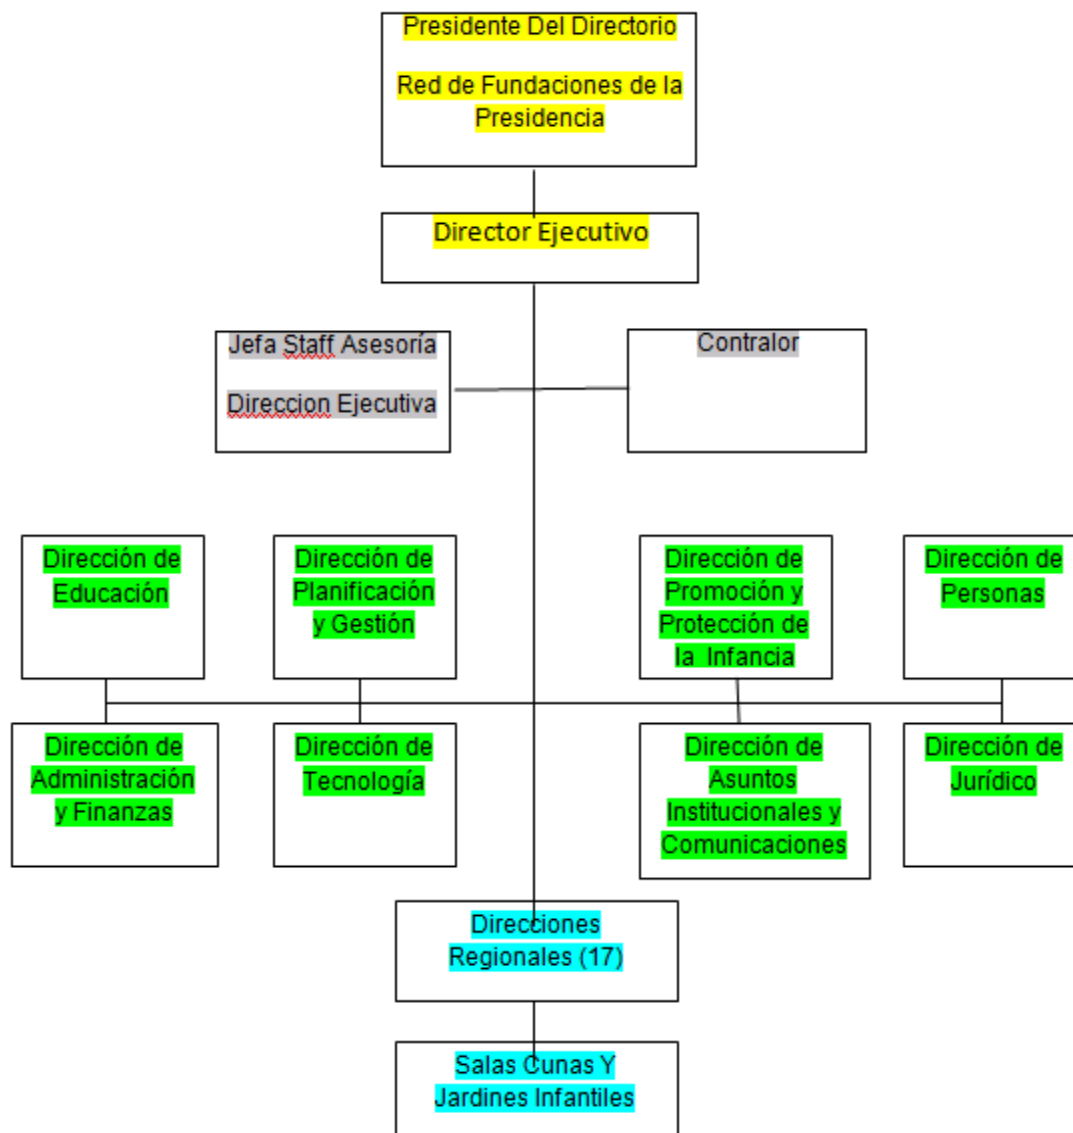 Presidente Del Directorio
Red de Fundaciones de la
Presidencia
Director Ejecutivo
Jefa Staff Asesoría
Direccion Ejecutiva
Contralor
Dirección de
Educación
Dirección de
Planificación
y Gestión
Dirección de
Promoción y
Protección de
la Infancia
Dirección de
Personas
Dirección de
Administración
y Finanzas
Dirección de
Tecnología
Dirección de
Asuntos
Institucionales y
Comunicaciones
Dirección de
Jurídico
Direcciones
Regionales (17)
Salas Cunas Y
Jardines Infantiles